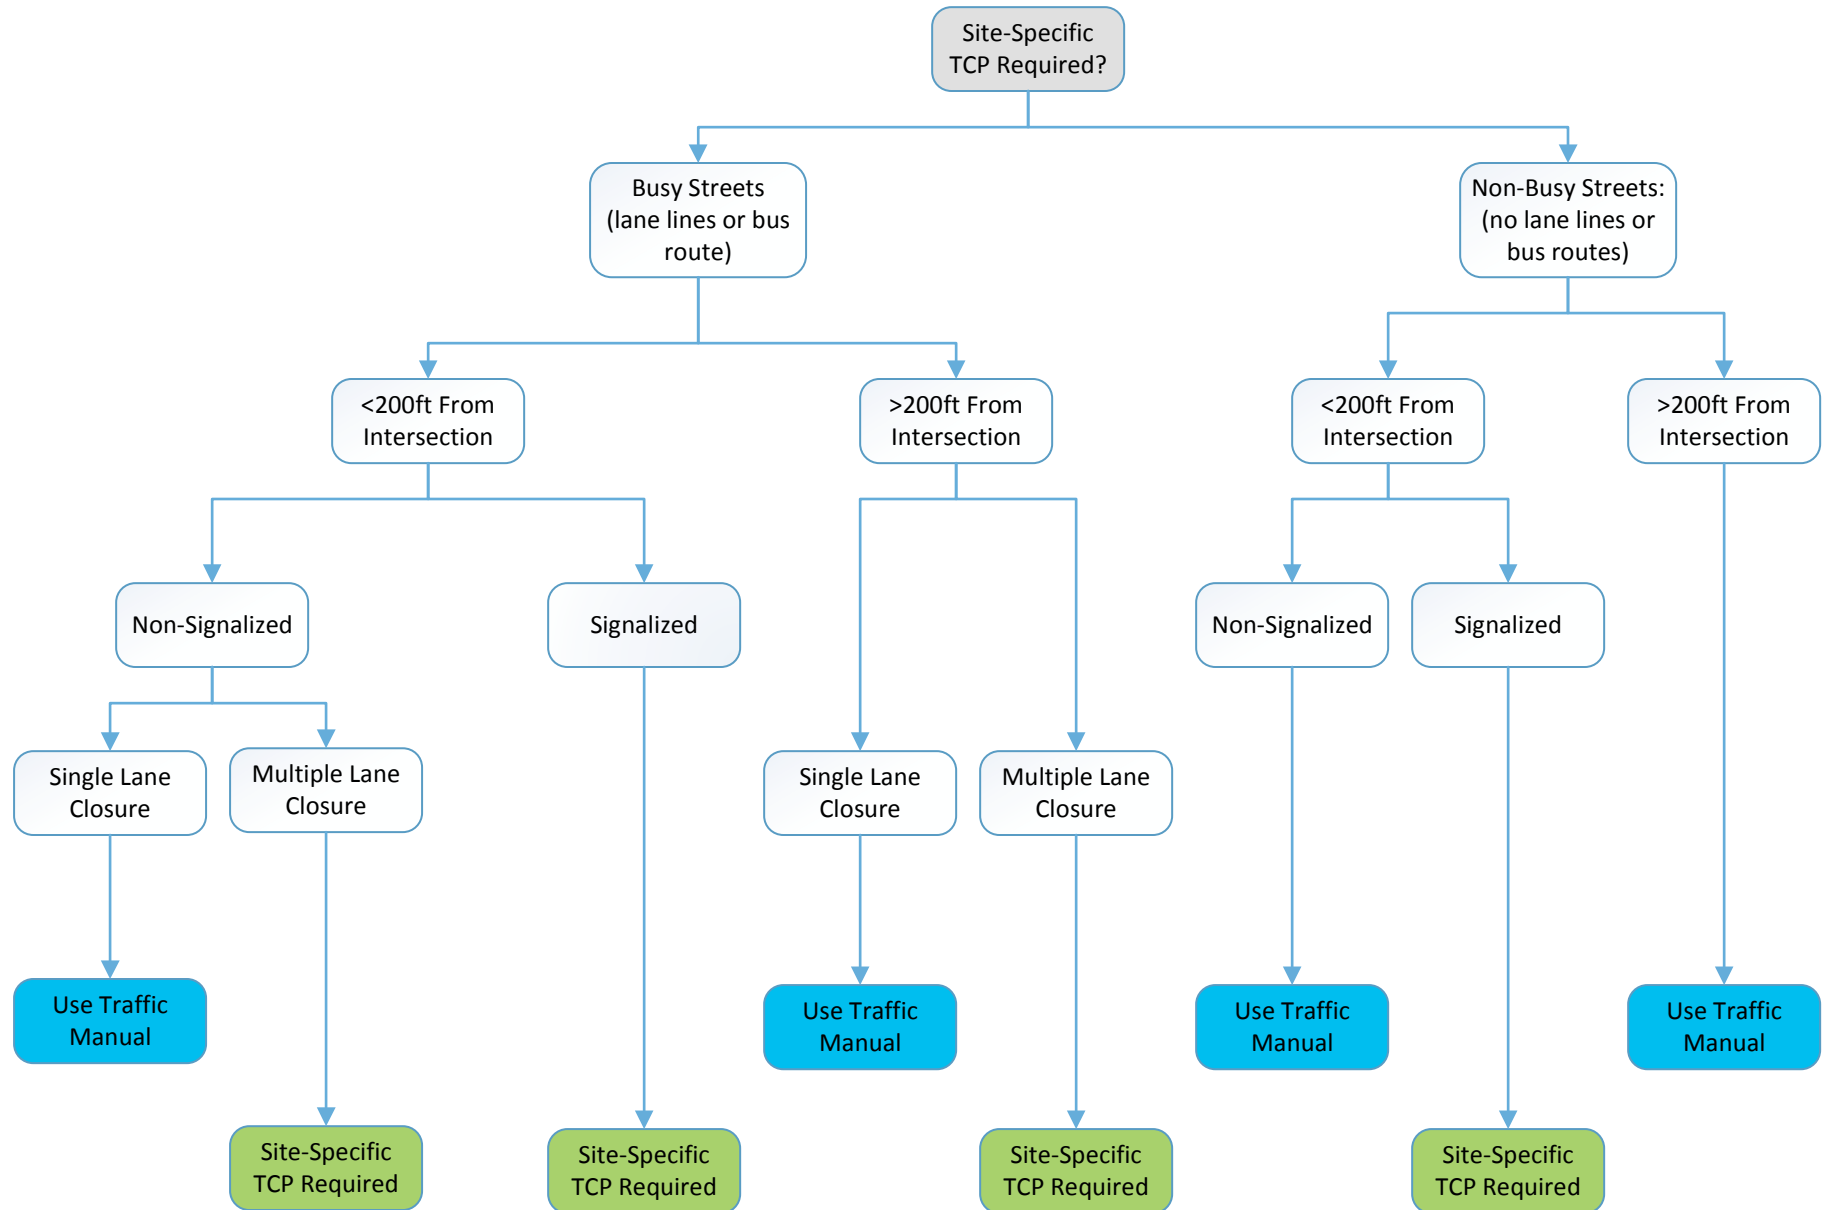 Site-Specific
TCP Required?
Busy Streets
(lane lines or bus
route)
Non-Busy Streets:
(no lane lines or
bus routes)
<200ft From
Intersection
>200ft From
Intersection
<200ft From
Intersection
>200ft From
Intersection
Non-Signalized
Signalized
Non-Signalized
Signalized
Single Lane
Closure
Multiple Lane
Closure
Single Lane
Closure
Multiple Lane
Closure
Use Traffic
Manual
Use Traffic
Manual
Use Traffic
Manual
Use Traffic
Manual
Site-Specific
TCP Required
Site-Specific
TCP Required
Site-Specific
TCP Required
Site-Specific
TCP Required